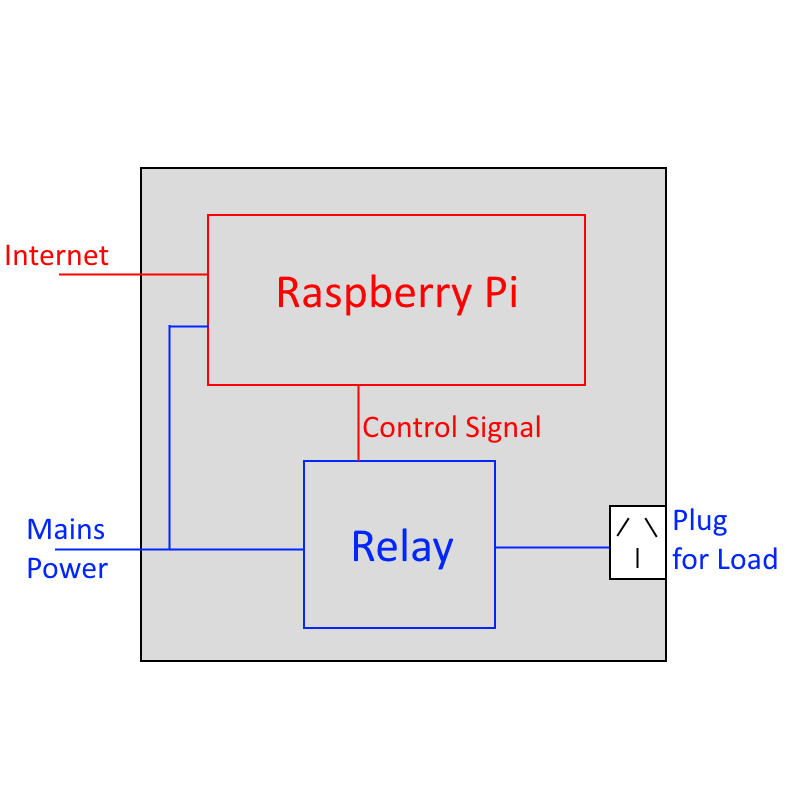 Internet
Raspberry Pi
Control Signal
Mains
Power
Relay
Plug
for Load